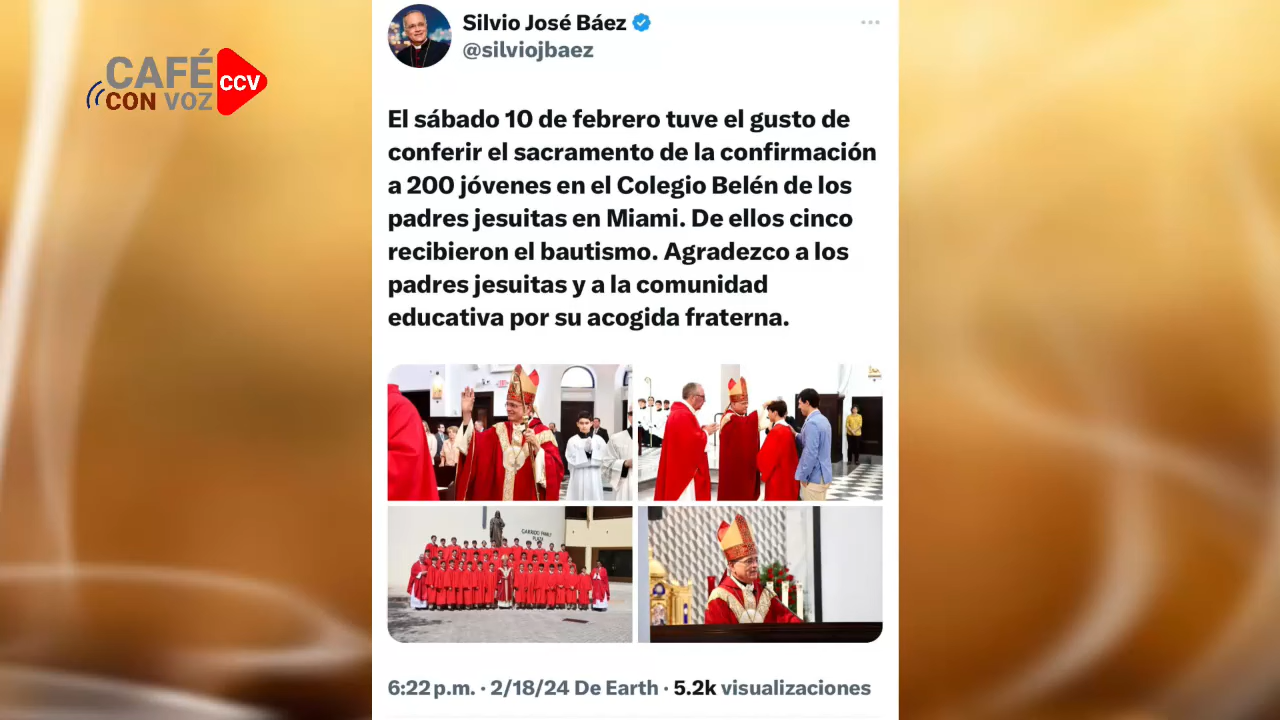 CAFÉ
CON VOZ
CCV
Silvio José Báez
@silviojbaez
El sábado 10 de febrero tuve el gusto de
conferir el sacramento de la confirmación
a 200 jóvenes en el Colegio Belén de los
padres jesuitas en Miami. De ellos cinco
recibieron el bautismo. Agradezco a los
padres jesuitas y a la comunidad
educativa por su acogida fraterna.
CARRIDO FAMILY
PLAZA
6:22 p.m. · 2/18/24 De Earth · 5.2k visualizaciones